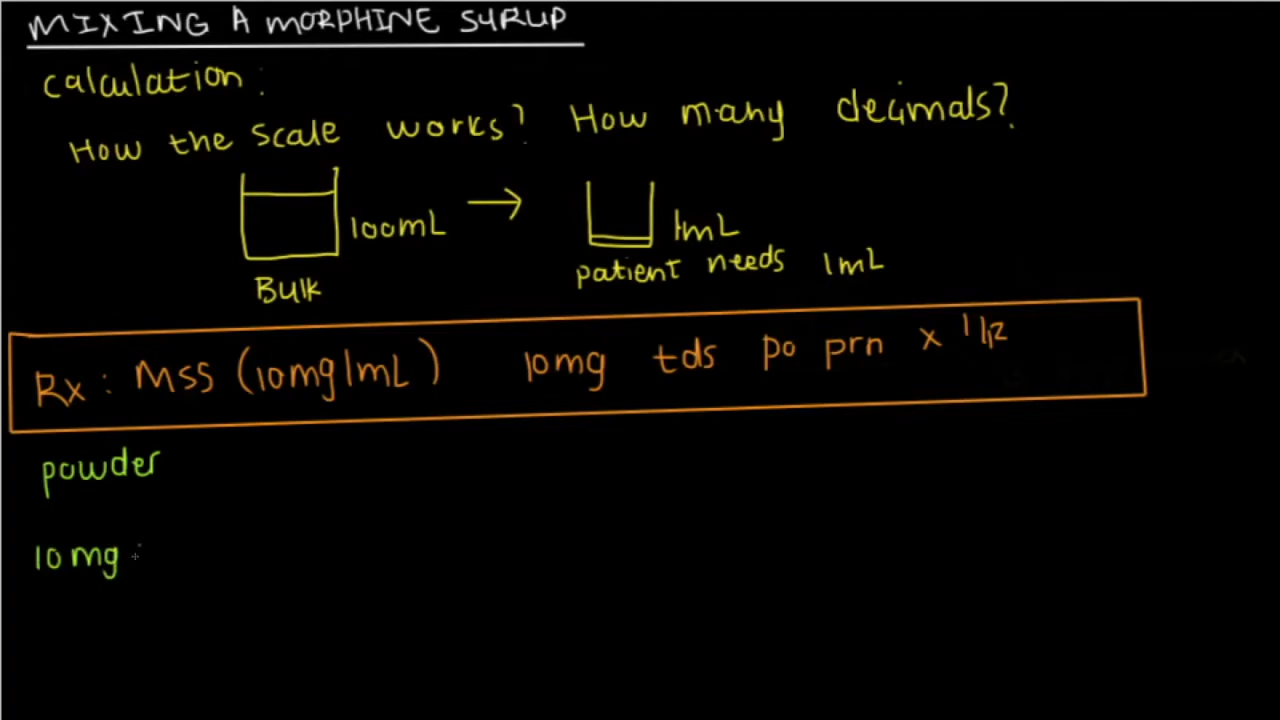 MIXING A MORPHINE SYRUP
calculation:
How the scale works? How many decimals?
100mL → 1mL
Bulk patient needs 1mL
Rx: MSS (10mg/mL) 10mg tds po prn x 1/12
powder
10mg